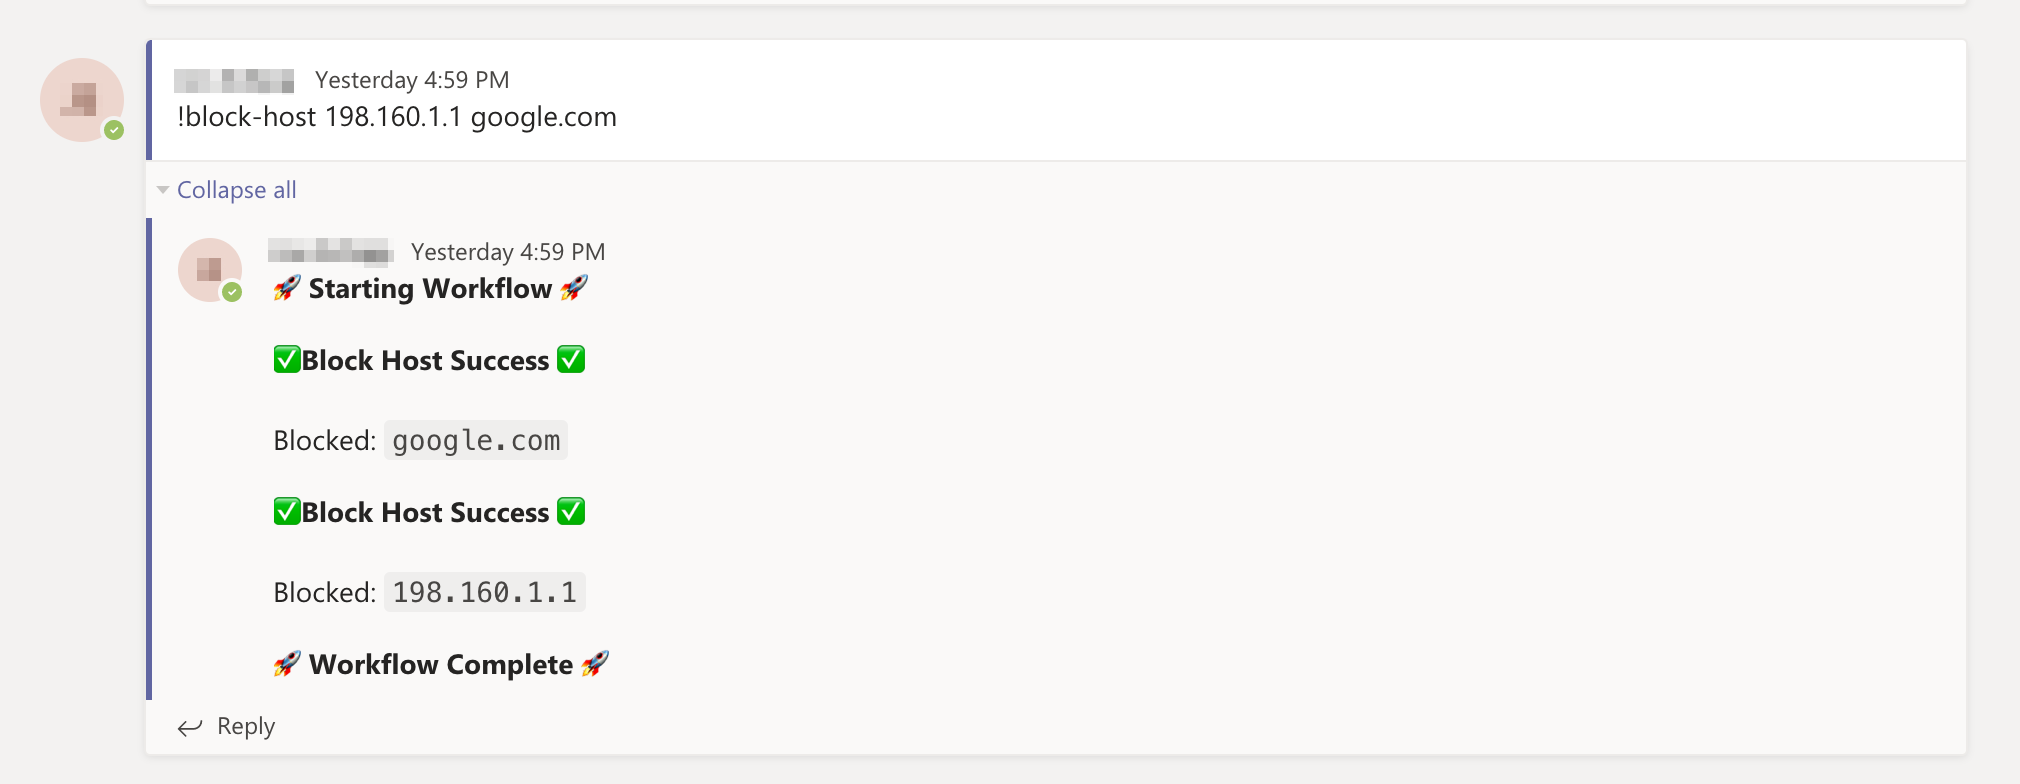 Yesterday 4:59 PM
!block-host 198.160.1.1 google.com
Collapse all
Yesterday 4:59 PM
🚀 Starting Workflow 🚀
✅Block Host Success ✅
Blocked: google.com
✅Block Host Success ✅
Blocked: 198.160.1.1
🚀 Workflow Complete 🚀
Reply